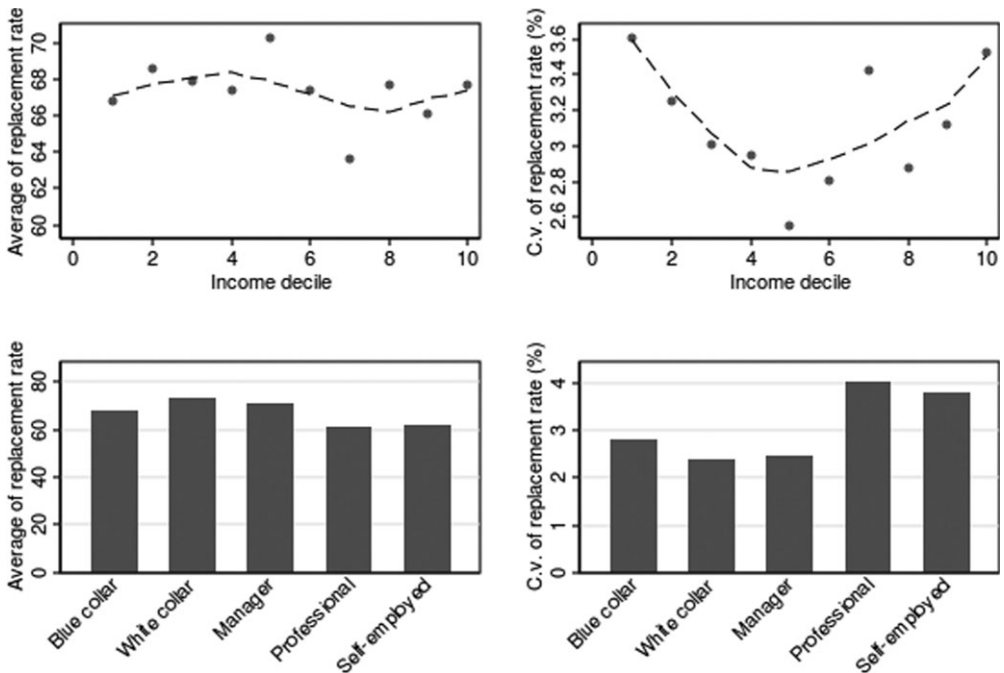 Average of replacement rate
70
68
66
64
62
60
0 2 4 6 8 10
Income decile
C.v. of replacement rate (%)
3.6
3.4
3.2
3
2.8
2.6
0 2 4 6 8 10
Income decile
Average of replacement rate
80
60
40
20
0
Blue collar
White collar
Manager
Professional
Self-employed
C.v. of replacement rate (%)
4
3
2
1
0
Blue collar
White collar
Manager
Professional
Self-employed